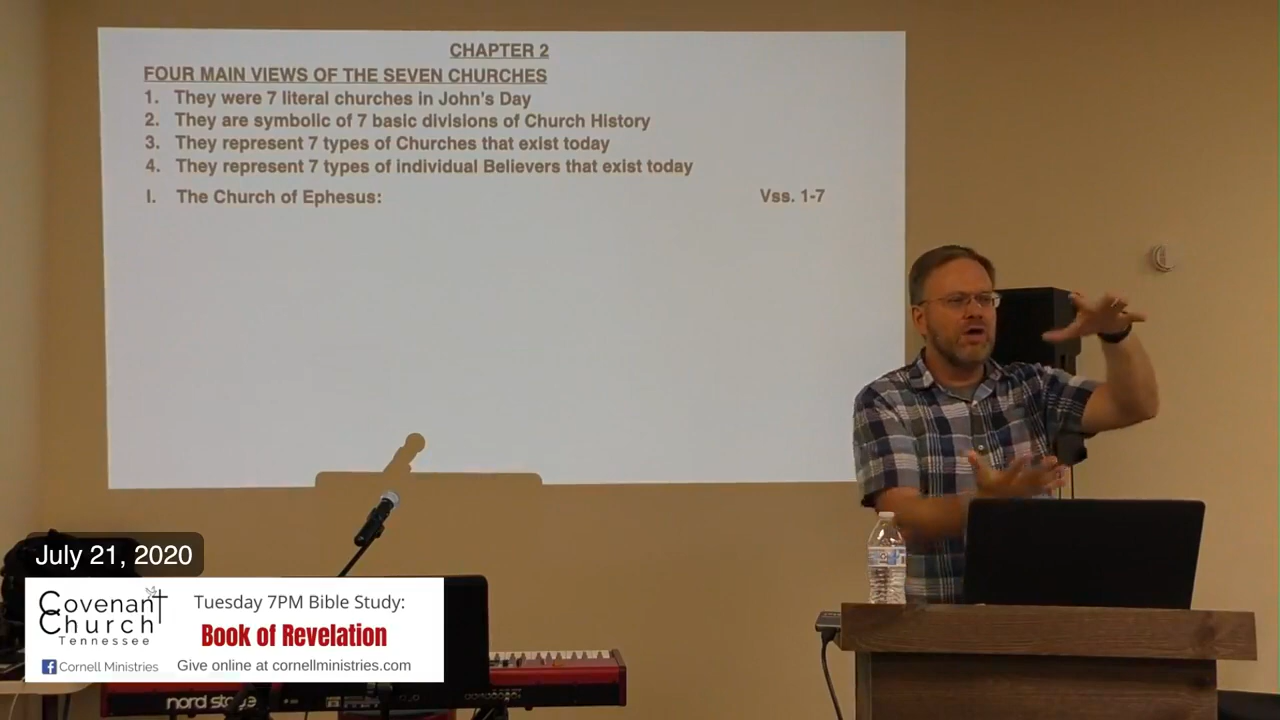 CHAPTER 2
FOUR MAIN VIEWS OF THE SEVEN CHURCHES
1. They were 7 literal churches in John's Day
2. They are symbolic of 7 basic divisions of Church History
3. They represent 7 types of Churches that exist today
4. They represent 7 types of individual Believers that exist today
I. The Church of Ephesus: Vss. 1-7
July 21, 2020
Covenant
Church
Tennessee
Cornell Ministries
Tuesday 7PM Bible Study:
Book of Revelation
Give online at cornellministries.com
nord stage